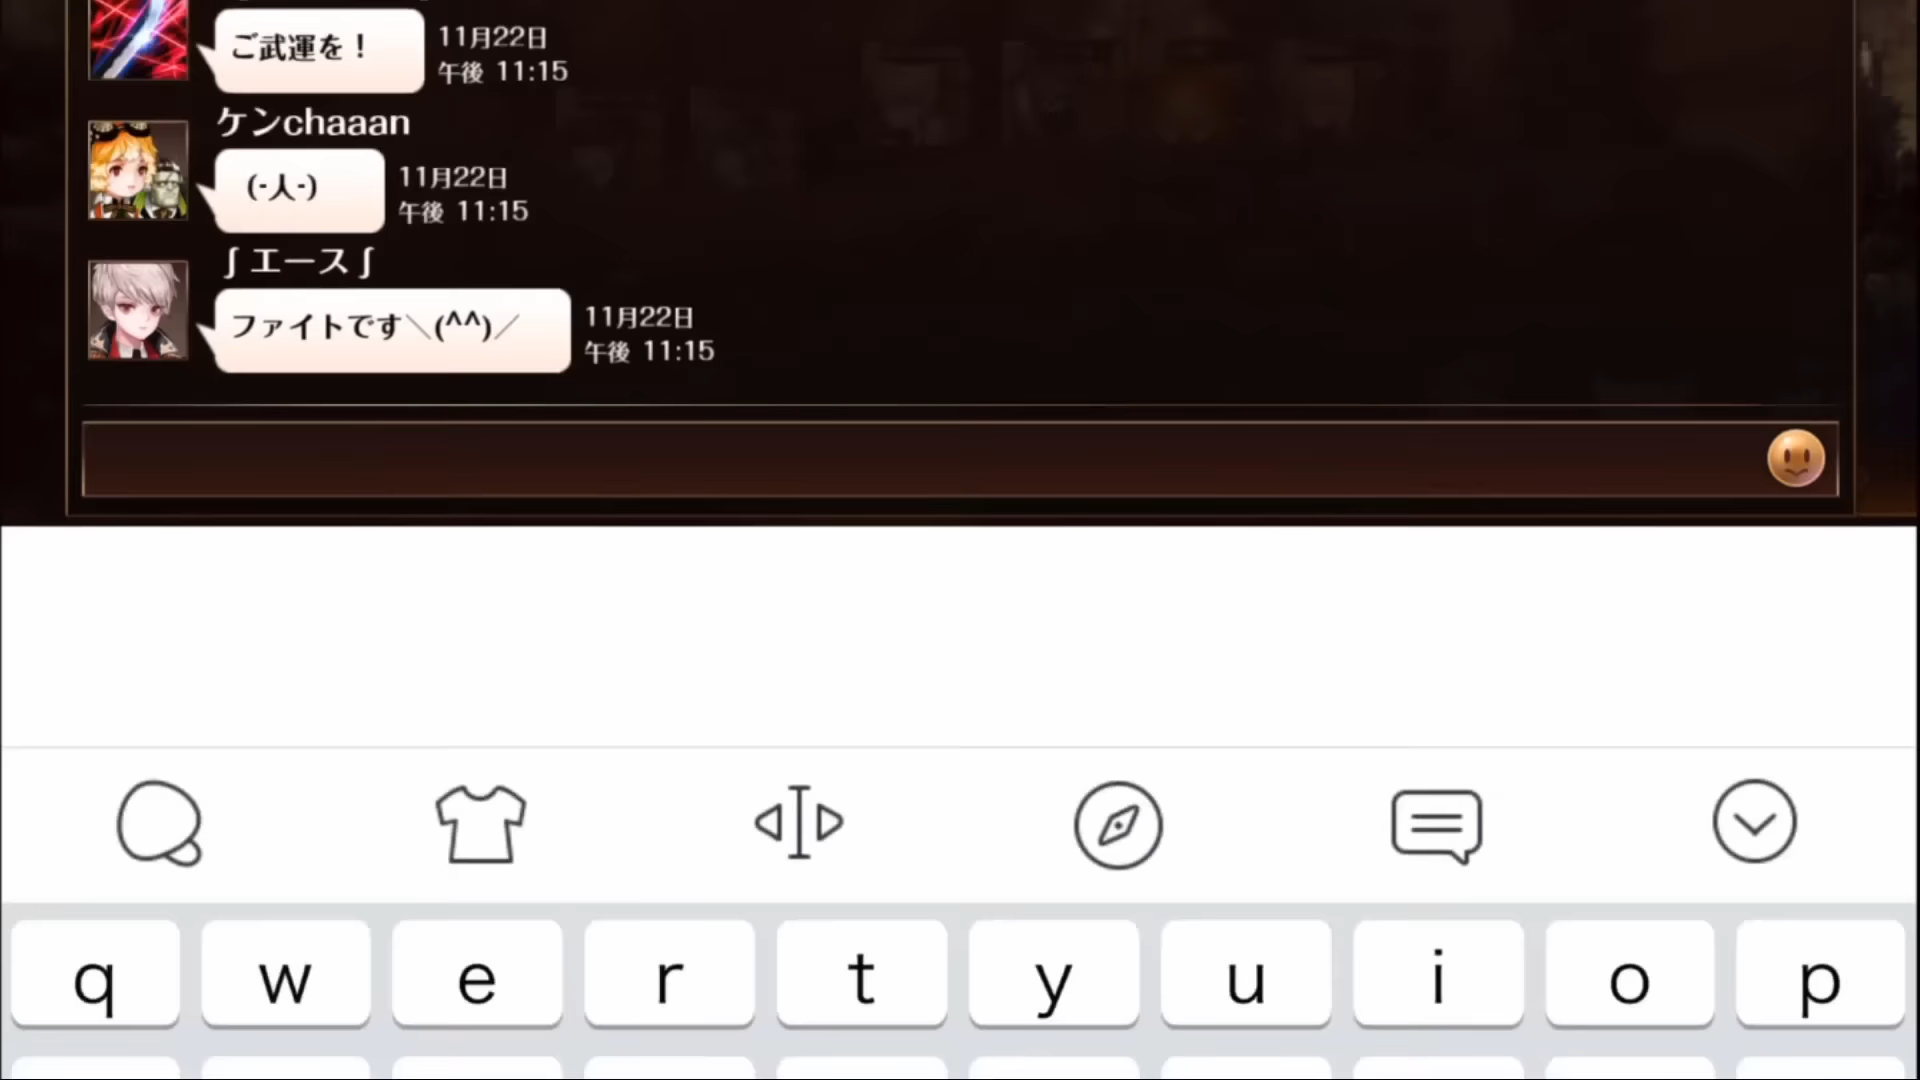 ご武運を！
11月22日
午後 11:15
ケンchaaan
(-人-)
11月22日
午後 11:15
∫エース∫
ファイトです＼(^^)／
11月22日
午後 11:15
q w e r t y u i o p